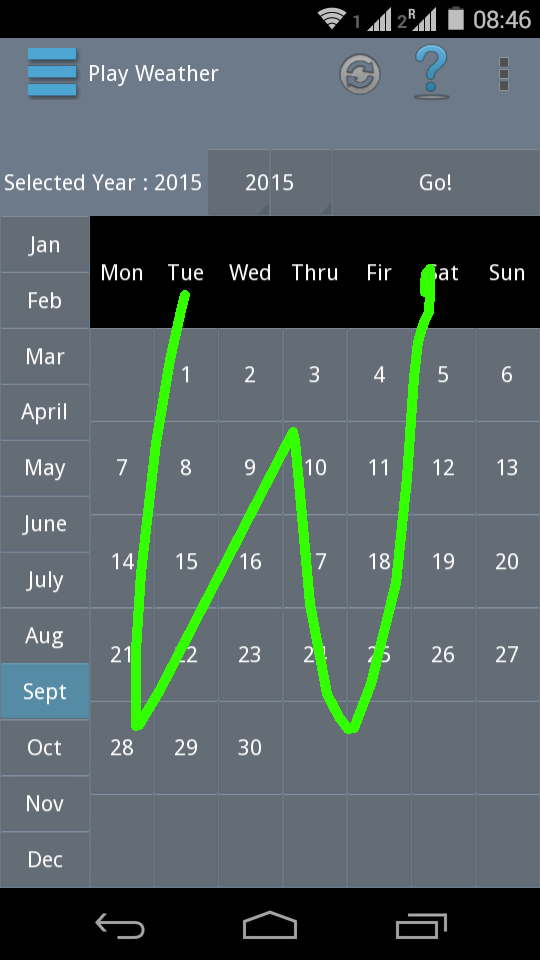 1 2 R 08:46
Play Weather
Selected Year : 2015 2015 Go!
Jan
Feb
Mar
April
May
June
July
Aug
Sept
Oct
Nov
Dec
Mon Tue Wed Thru Fir Sat Sun
1 2 3 4 5 6
7 8 9 10 11 12 13
14 15 16 17 18 19 20
21 22 23 24 25 26 27
28 29 30